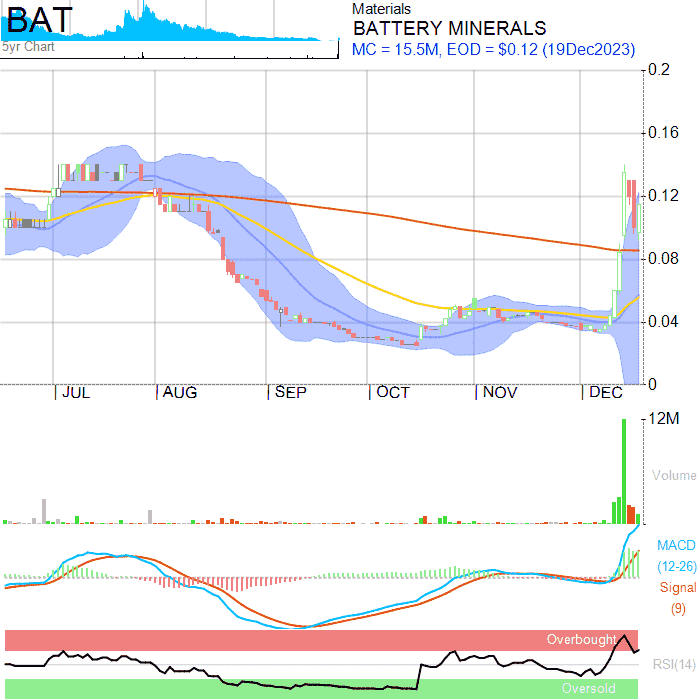 BAT
5yr Chart
Materials
BATTERY MINERALS
MC = 15.5M, EOD = $0.12 (19Dec2023)
0.2
0.16
0.12
0.08
0.04
0
JUL AUG SEP OCT NOV DEC
12M
Volume
MACD
(12-26)
Signal
(9)
Overbought
RSI(14)
Oversold